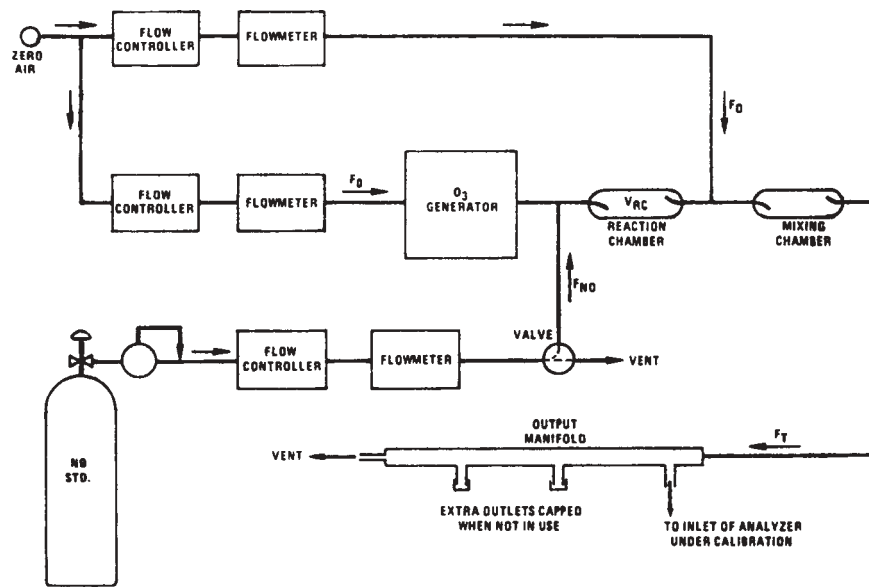 FLOW
CONTROLLER
FLOWMETER
ZERO
AIR
FD
FLOW
CONTROLLER
FLOWMETER
FO
O3
GENERATOR
VRC
REACTION
CHAMBER
MIXING
CHAMBER
FNO
VALVE
FLOW
CONTROLLER
FLOWMETER
VENT
NO
STD.
OUTPUT
MANIFOLD
FT
VENT
EXTRA OUTLETS CAPPED
WHEN NOT IN USE
TO INLET OF ANALYZER
UNDER CALIBRATION